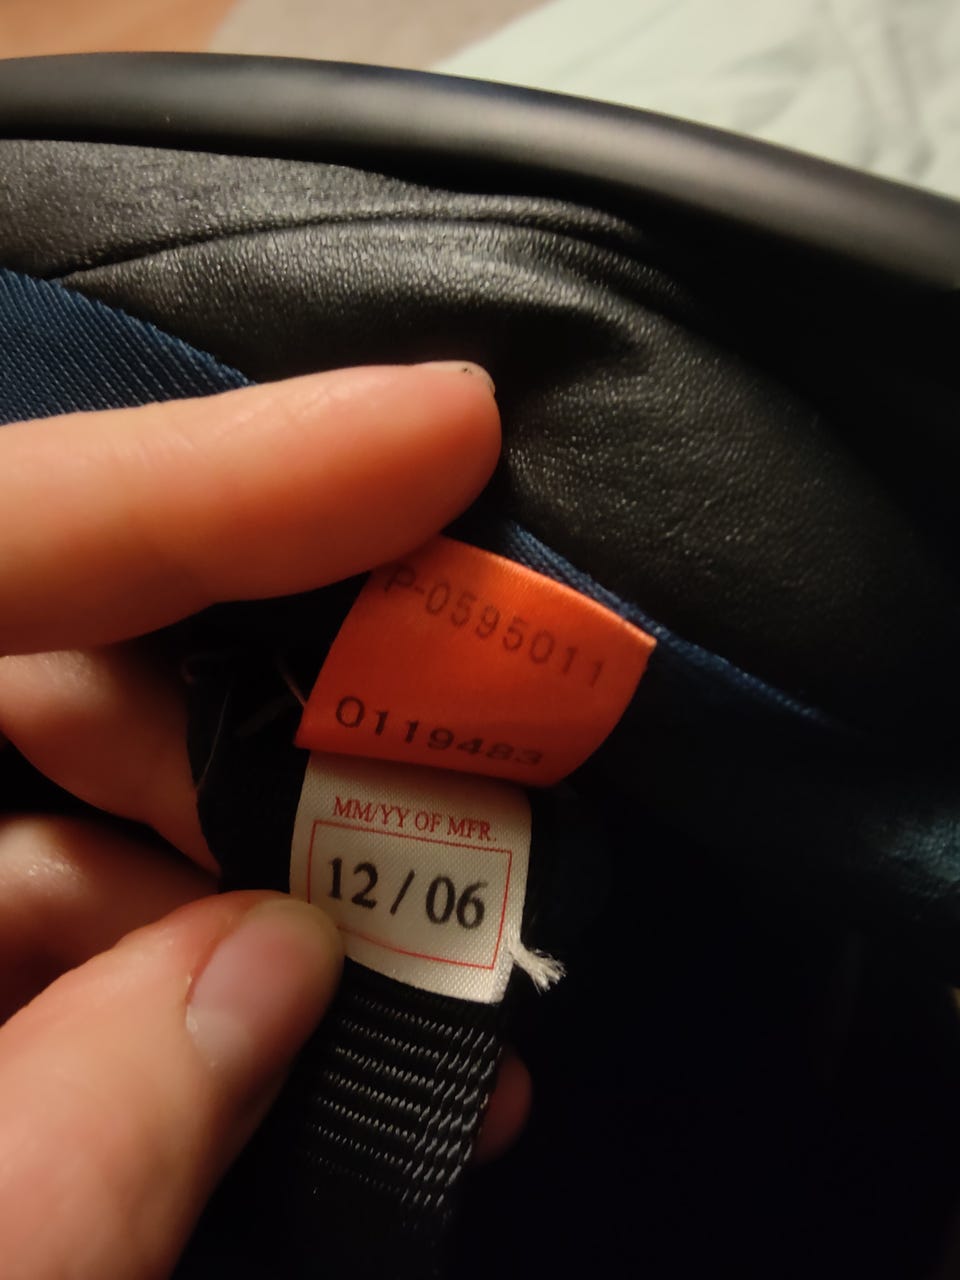 P-0595011
0119483
MM/YY OF MFR.
12 / 06